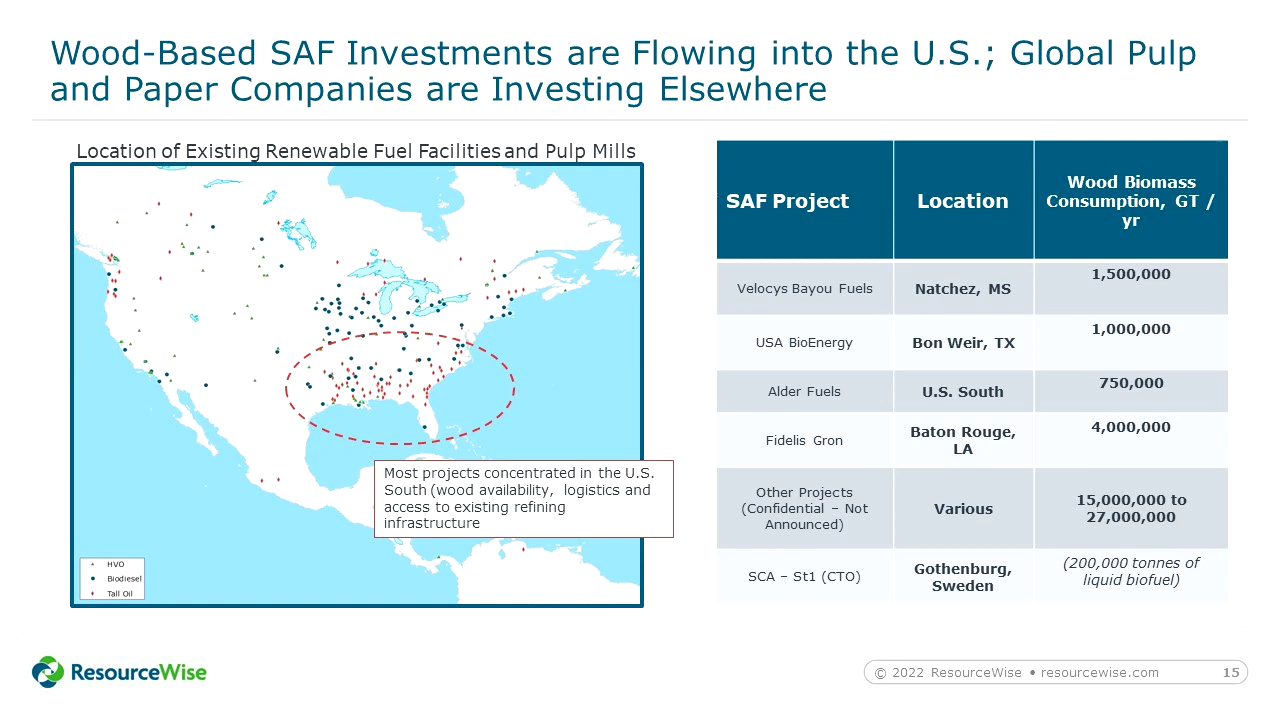 Wood-Based SAF Investments are Flowing into the U.S.; Global Pulp
and Paper Companies are Investing Elsewhere
Location of Existing Renewable Fuel Facilities and Pulp Mills
Most projects concentrated in the U.S.
South (wood availability, logistics and
access to existing refining
infrastructure
HVO
Biodiesel
Tall Oil
SAF Project
Location
Wood Biomass
Consumption, GT /
yr
Velocys Bayou Fuels
Natchez, MS
1,500,000
USA BioEnergy
Bon Weir, TX
1,000,000
Alder Fuels
U.S. South
750,000
Fidelis Gron
Baton Rouge,
LA
4,000,000
Other Projects
(Confidential – Not
Announced)
Various
15,000,000 to
27,000,000
SCA – St1 (CTO)
Gothenburg,
Sweden
(200,000 tonnes of
liquid biofuel)
ResourceWise
© 2022 ResourceWise • resourcewise.com
15